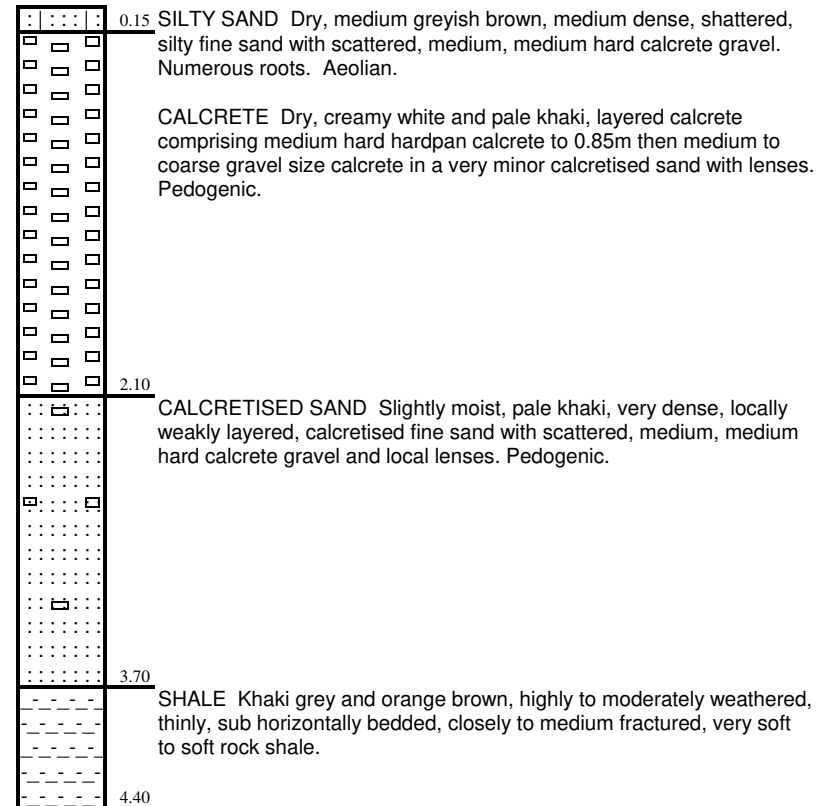 0.15 SILTY SAND Dry, medium greyish brown, medium dense, shattered,
silty fine sand with scattered, medium, medium hard calcrete gravel.
Numerous roots. Aeolian.
CALCRETE Dry, creamy white and pale khaki, layered calcrete
comprising medium hard hardpan calcrete to 0.85m then medium to
coarse gravel size calcrete in a very minor calcretised sand with lenses.
Pedogenic.
2.10
CALCRETISED SAND Slightly moist, pale khaki, very dense, locally
weakly layered, calcretised fine sand with scattered, medium, medium
hard calcrete gravel and local lenses. Pedogenic.
3.70
SHALE Khaki grey and orange brown, highly to moderately weathered,
thinly, sub horizontally bedded, closely to medium fractured, very soft
to soft rock shale.
4.40